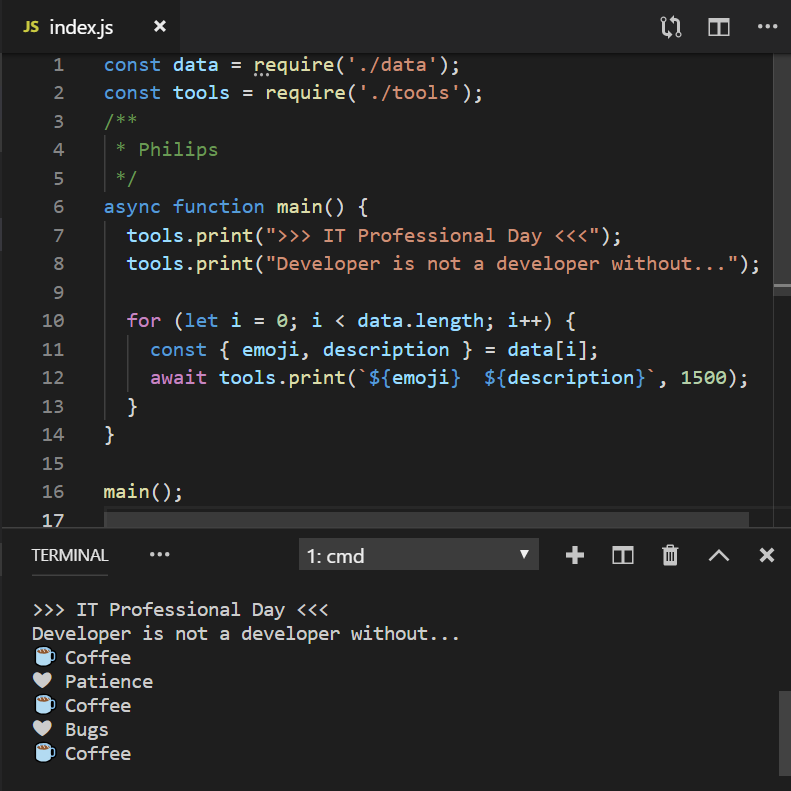 JS index.js ×
1 const data = require('./data');
2 const tools = require('./tools');
3 /**
4  * Philips
5  */
6 async function main() {
7   tools.print(">>> IT Professional Day <<<");
8   tools.print("Developer is not a developer without...");
9
10   for (let i = 0; i < data.length; i++) {
11     const { emoji, description } = data[i];
12     await tools.print(`${emoji}  ${description}`, 1500);
13   }
14 }
15
16 main();
17
TERMINAL ... 1: cmd
>>> IT Professional Day <<<
Developer is not a developer without...
☕ Coffee
♥ Patience
☕ Coffee
♥ Bugs
☕ Coffee